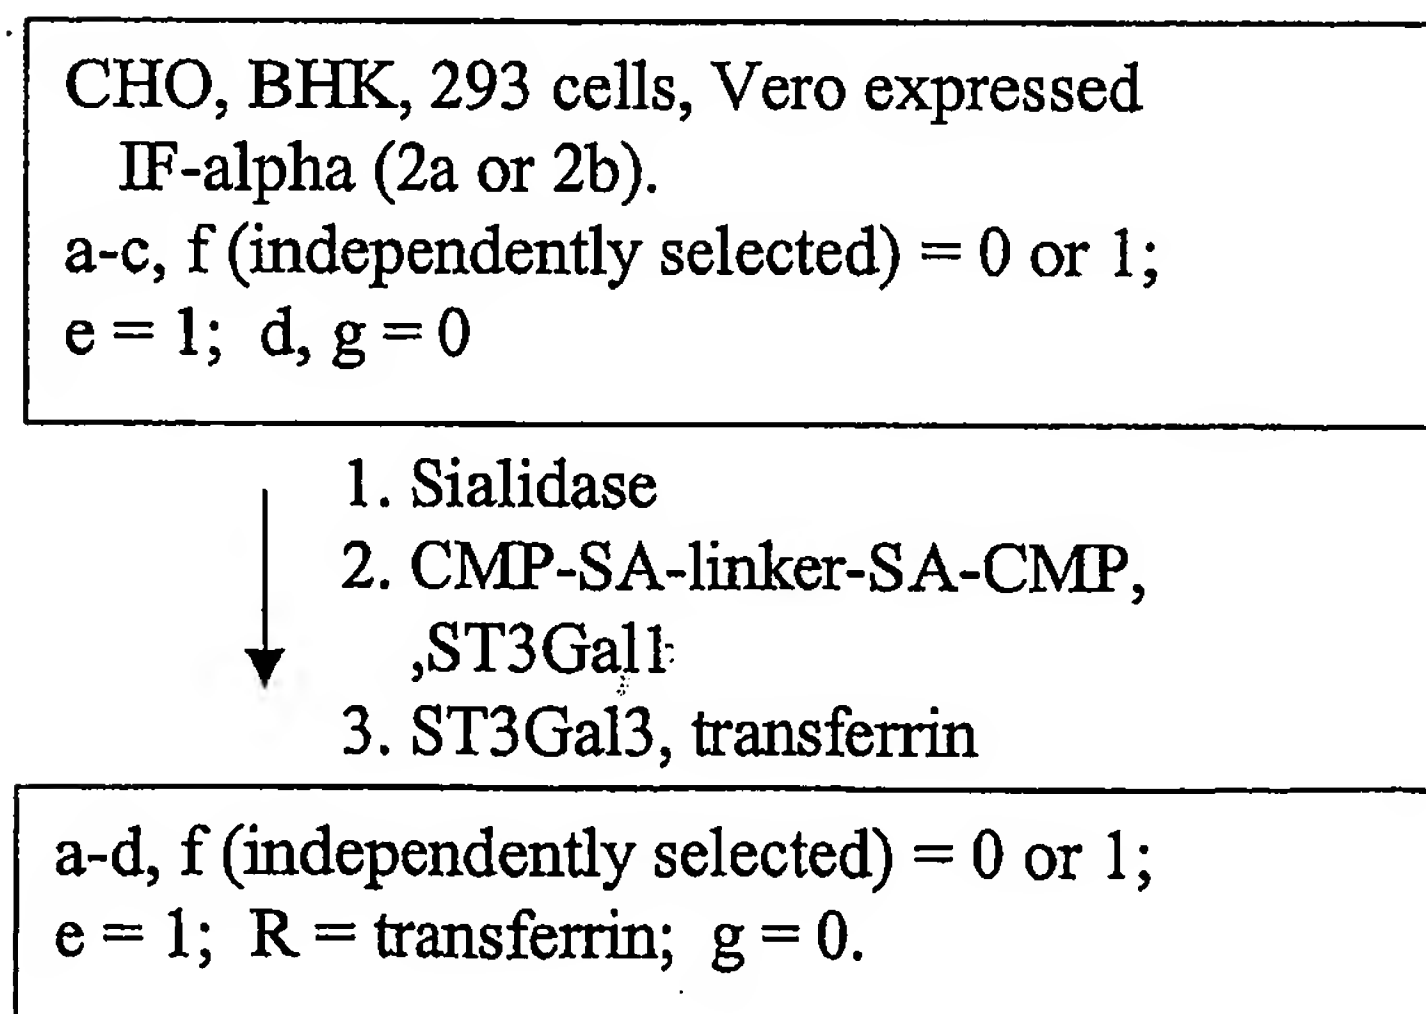 CHO, BHK, 293 cells, Vero expressed
IF-alpha (2a or 2b).
a-c, f (independently selected) = 0 or 1;
e = 1; d, g = 0
1. Sialidase
2. CMP-SA-linker-SA-CMP,
,ST3Gal1
3. ST3Gal3, transferrin
a-d, f (independently selected) = 0 or 1;
e = 1; R = transferrin; g = 0.